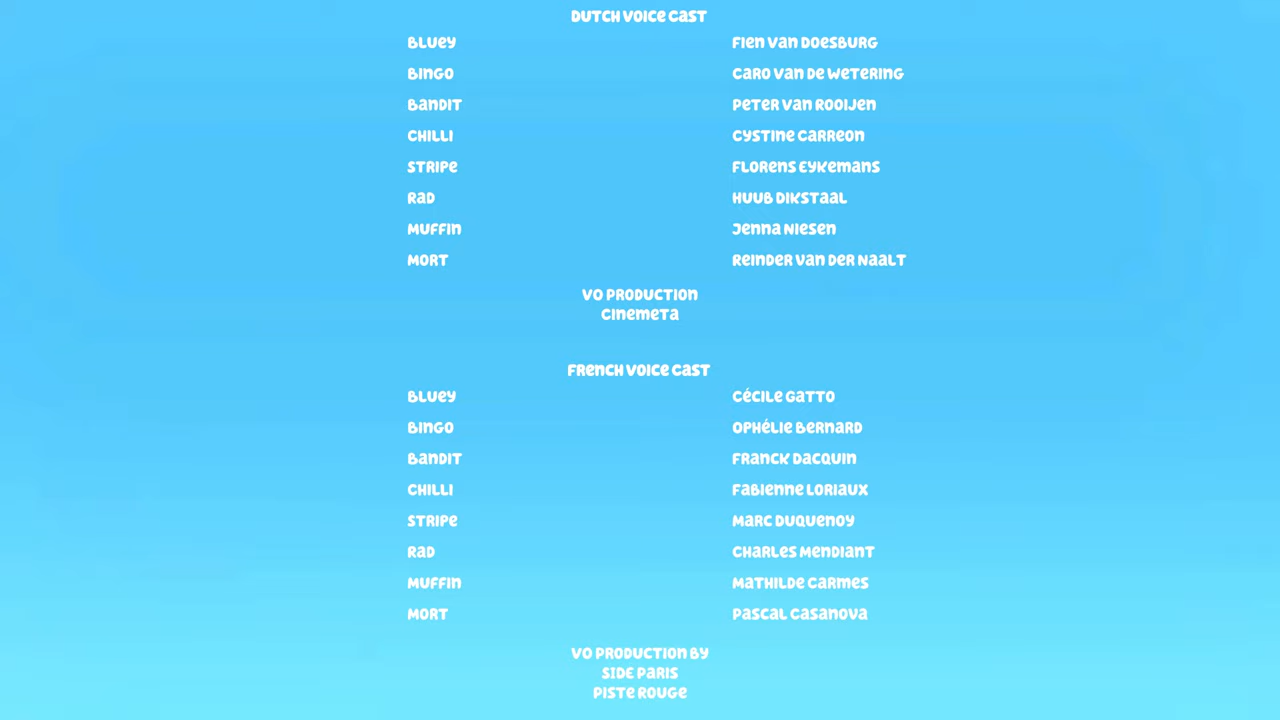 DUTCH VOICE CAST
BLUEY FIEN VAN DOESBURG
BINGO CARO VAN DE WETERING
BANDIT PETER VAN ROOIJEN
CHILLI CYSTINE CARREON
STRIPE FLORENS EYKEMANS
RAD HUUB DIKSTAAL
MUFFIN JENNA NIESEN
MORT REINDER VAN DER NAALT
VO PRODUCTION
CINEMETA
FRENCH VOICE CAST
BLUEY CÉCILE GATTO
BINGO OPHÉLIE BERNARD
BANDIT FRANCK DACQUIN
CHILLI FABIENNE LORIAUX
STRIPE MARC DUQUENOY
RAD CHARLES MENDIANT
MUFFIN MATHILDE CARMES
MORT PASCAL CASANOVA
VO PRODUCTION BY
SIDE PARIS
PISTE ROUGE